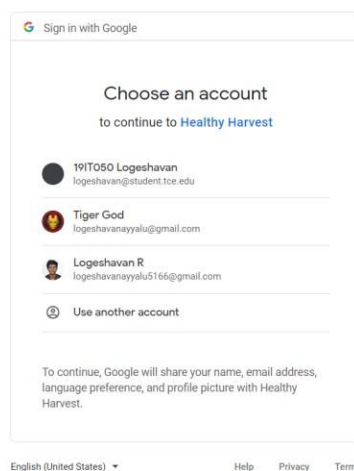 Sign in with Google
Choose an account
to continue to Healthy Harvest
19IT050 Logeshavan
logeshavan@student.tce.edu
Tiger God
logeshavanayyalu@gmail.com
Logeshavan R
logeshavanayyalu5166@gmail.com
Use another account
To continue, Google will share your name, email address,
language preference, and profile picture with Healthy
Harvest.
English (United States) Help Privacy Term